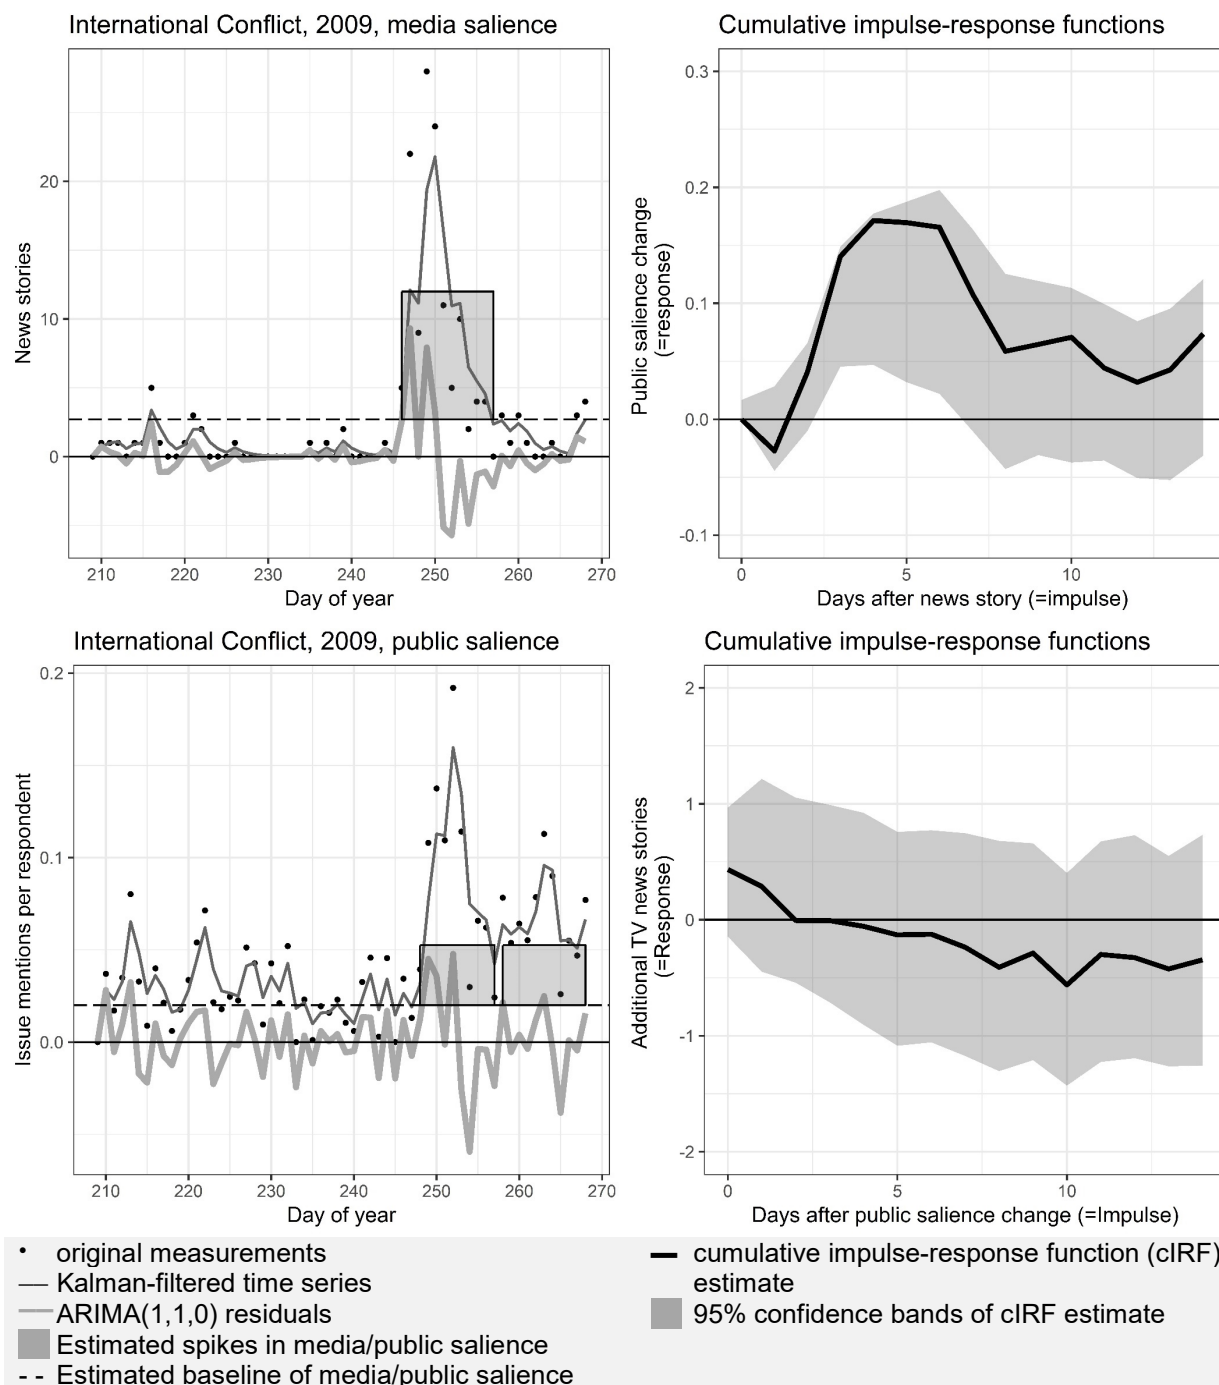 International Conflict, 2009, media salience
News stories
20
10
0
210 220 230 240 250 260 270
Day of year
Cumulative impulse-response functions
Public salience change
(=response)
0.3
0.2
0.1
0.0
-0.1
0 5 10
Days after news story (=impulse)
International Conflict, 2009, public salience
Issue mentions per respondent
0.2
0.1
0.0
210 220 230 240 250 260 270
Day of year
Cumulative impulse-response functions
Additional TV news stories
(=Response)
2
1
0
-1
-2
0 5 10
Days after public salience change (=Impulse)
original measurements
Kalman-filtered time series
ARIMA(1,1,0) residuals
Estimated spikes in media/public salience
Estimated baseline of media/public salience
cumulative impulse-response function (cIRF)
estimate
95% confidence bands of cIRF estimate